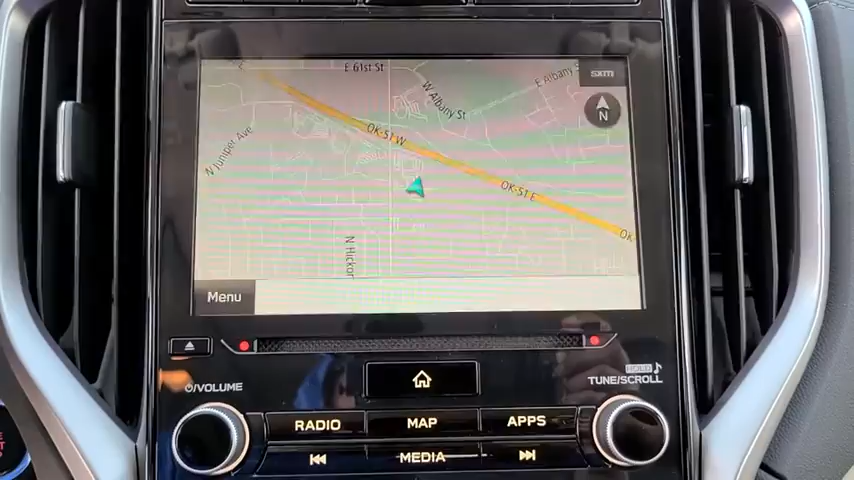 E 61st St
sxm
W Albany St
E Albany S
N
OK-51 W
N Juniper Ave
OK-51 E
OK-
N Hickor
Menu
HOLD
/VOLUME
TUNE/SCROLL
RADIO
MAP
APPS
MEDIA